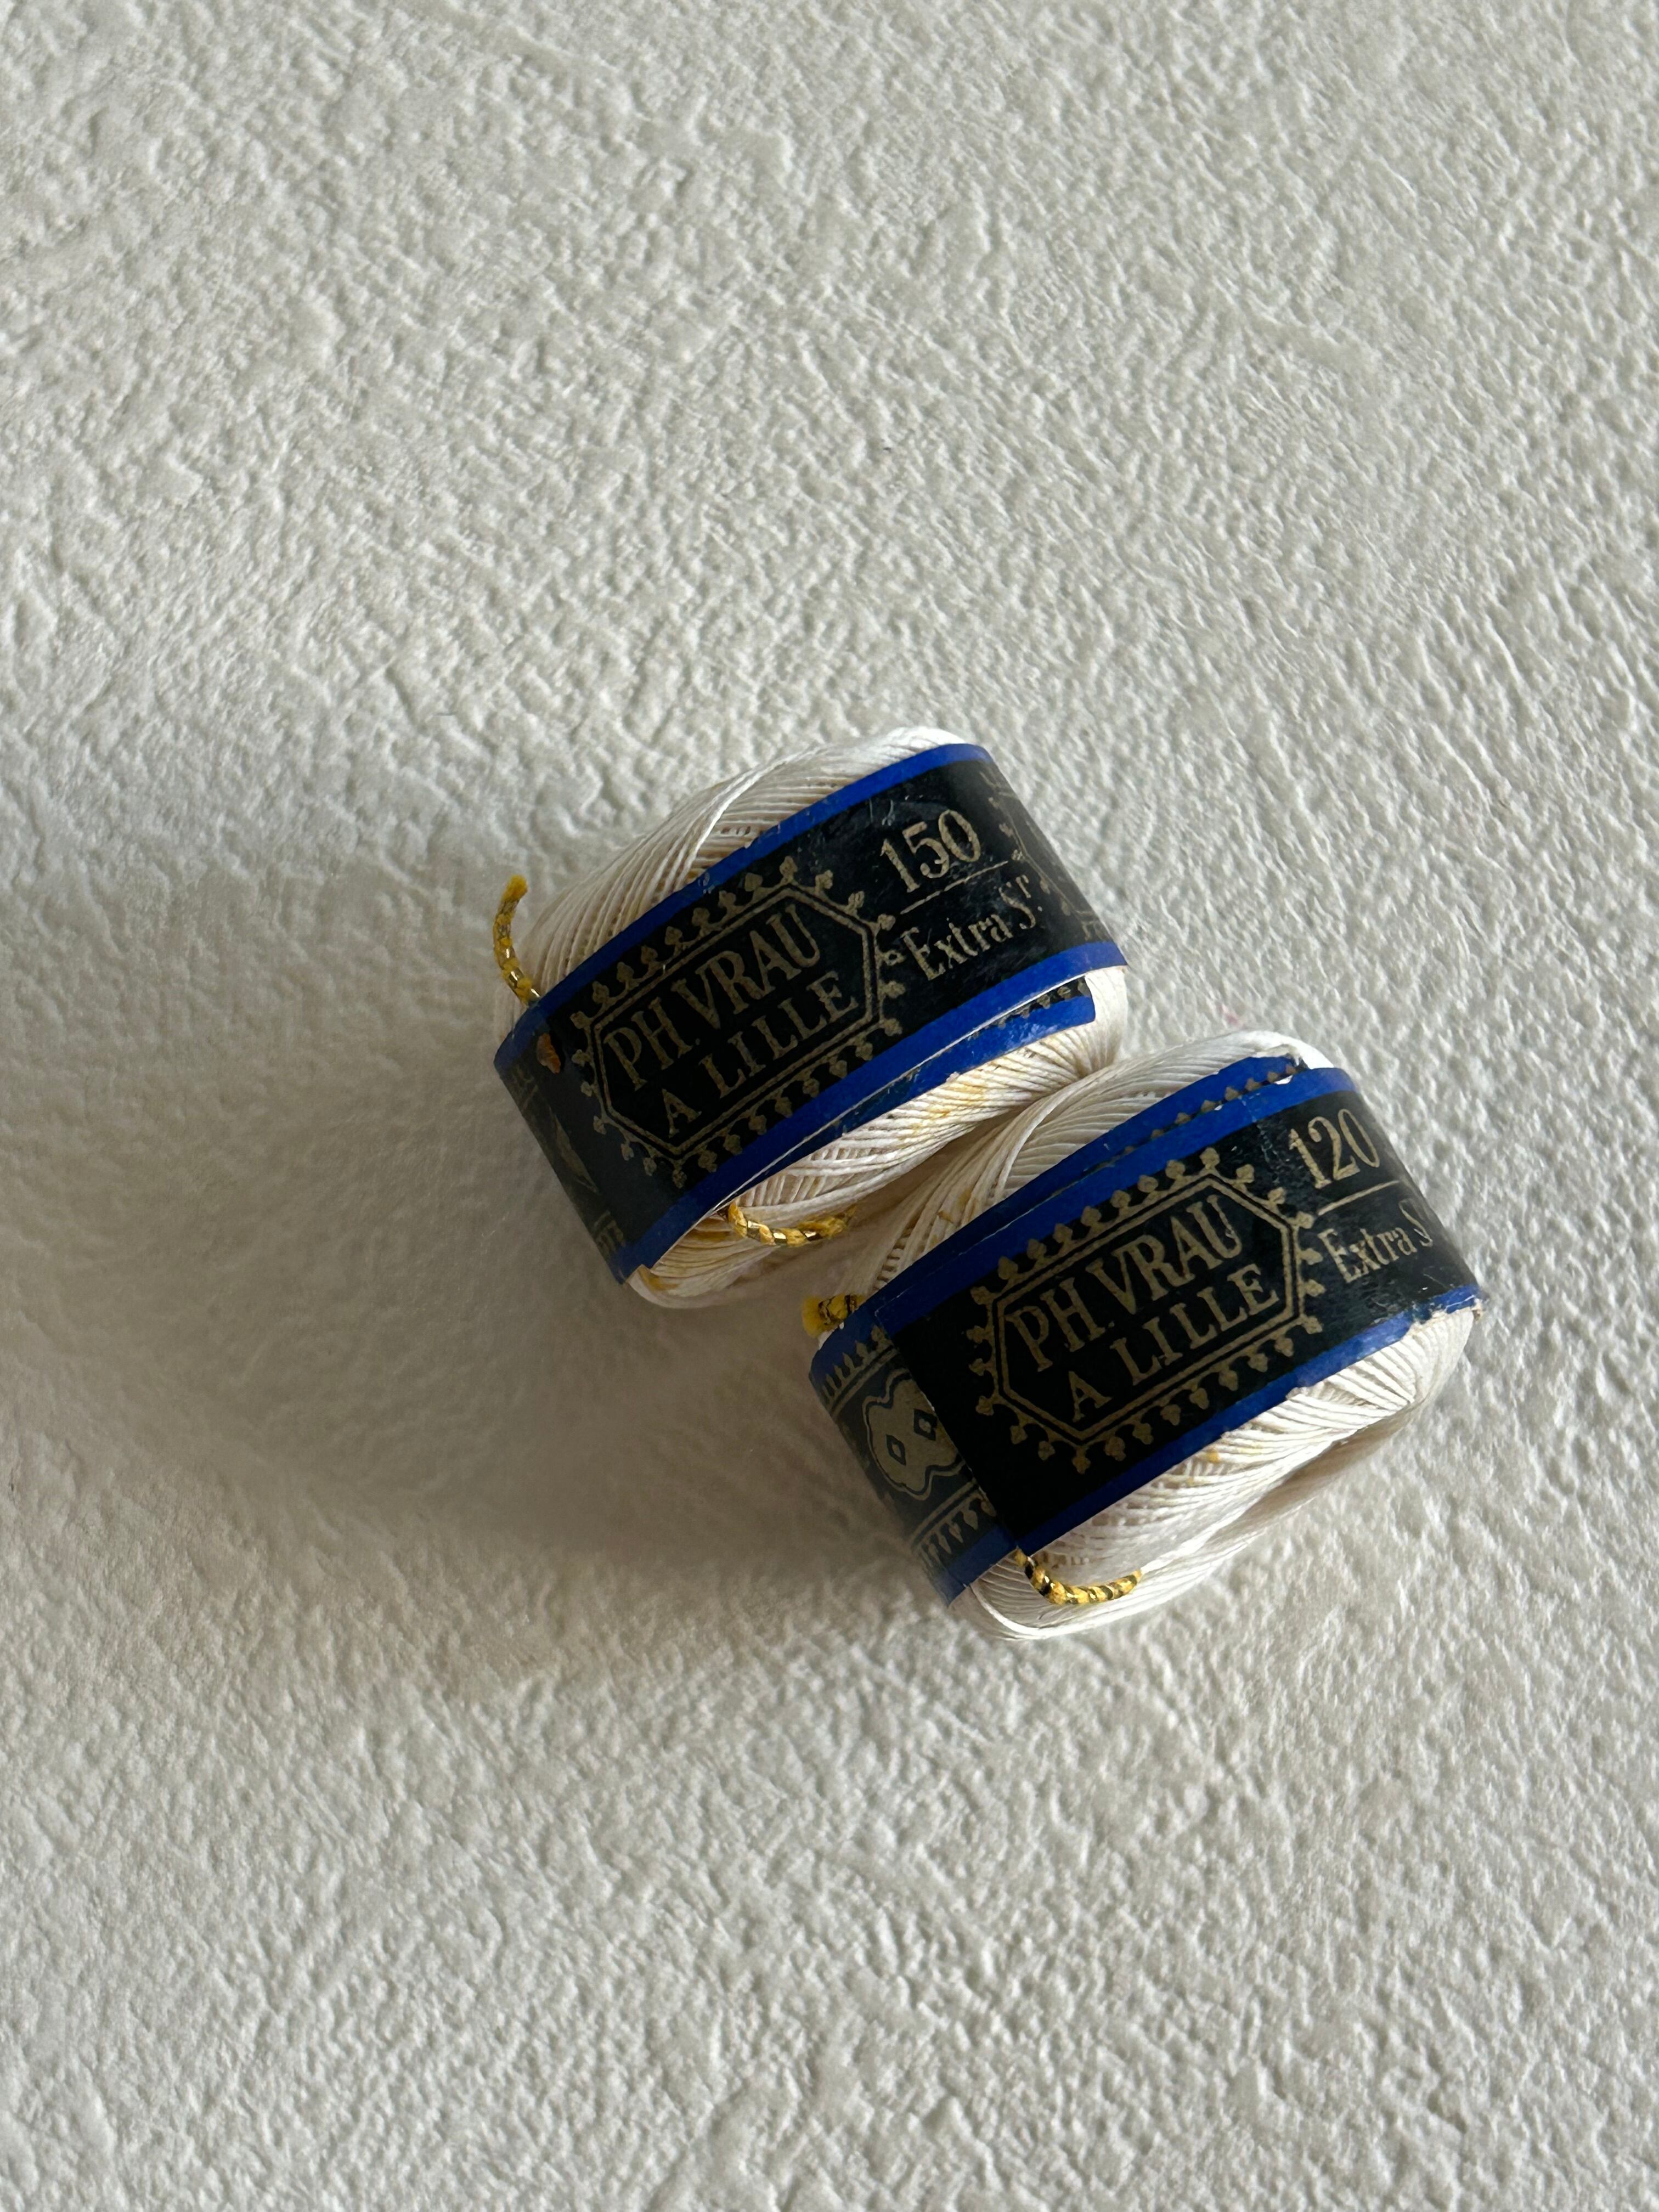 150
Extra S
PH. VRAU
A LILLE
120
Extra S
PH. VRAU
A LILLE